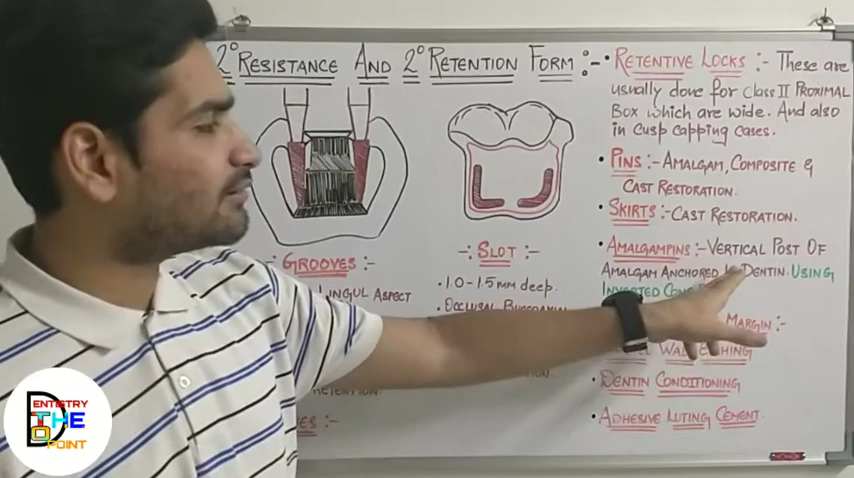 2° RESISTANCE AND 2° RETENTION FORM :-
-: GROOVES :-
LINGUL ASPECT
-: SLOT :-
• 1.0-1.5mm deep.
• OCCLUSAL
• RETENTIVE LOCKS :- These are
usually done for Class II PROXIMAL
Box which are wide. And also
in cusp capping cases.
• PINS :- AMALGAM, COMPOSITE &
CAST RESTORATION.
• SKIRTS :- CAST RESTORATION.
• AMALGAMPINS :- VERTICAL POST OF
AMALGAM ANCHORED DENTIN. USING
INVERTED
MARGIN :-
• DENTIN CONDITIONING
• ADHESIVE LUTING CEMENT.
DENTISTRY
THE
TO POINT